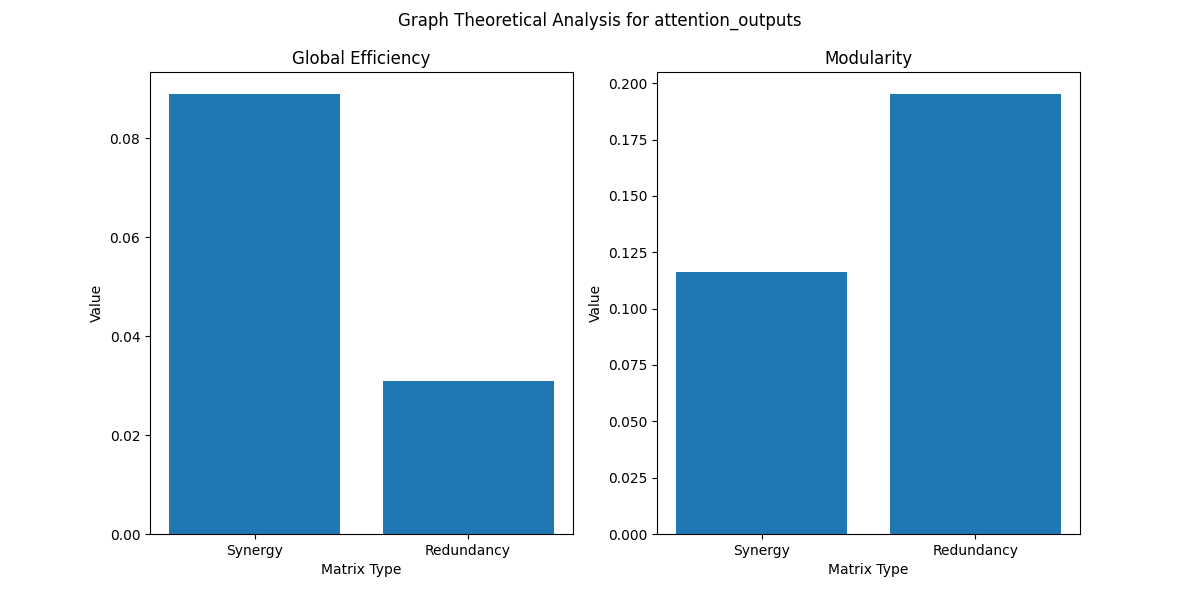 Graph Theoretical Analysis for attention_outputs
Global Efficiency
Value
0.08
0.06
0.04
0.02
0.00
Synergy Redundancy
Matrix Type
Modularity
Value
0.200
0.175
0.150
0.125
0.100
0.075
0.050
0.025
0.000
Synergy Redundancy
Matrix Type